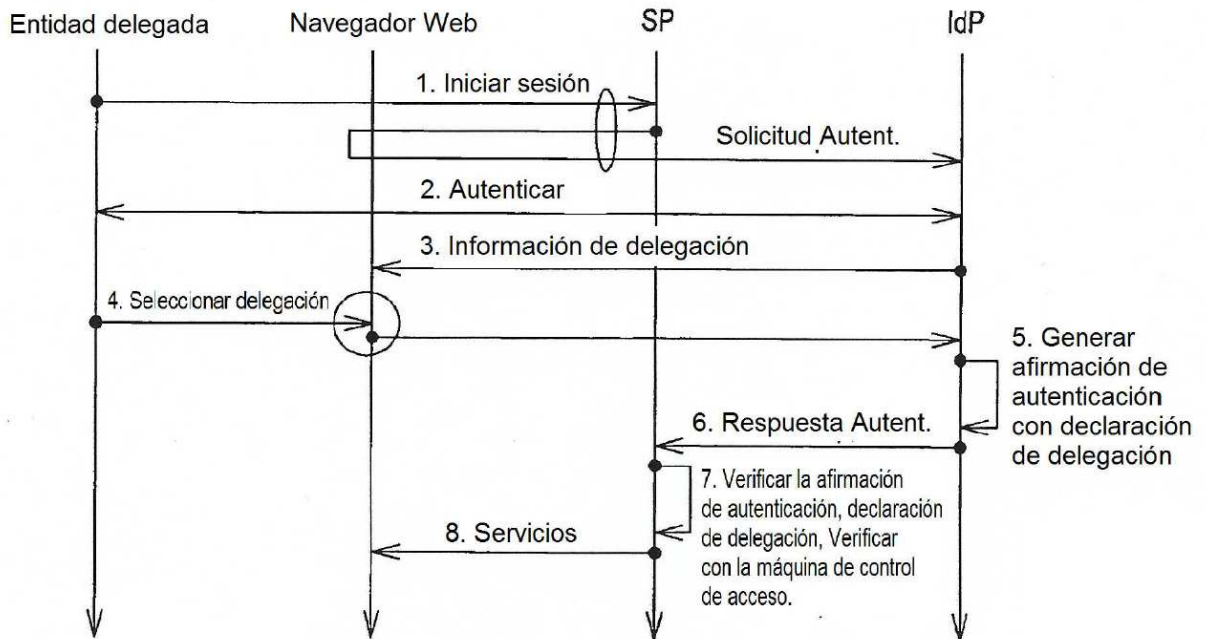 Entidad delegada
Navegador Web
SP
IdP
1. Iniciar sesión
Solicitud Autent.
2. Autenticar
3. Información de delegación
4. Seleccionar delegación
5. Generar
afirmación de
autenticación
con declaración
de delegación
6. Respuesta Autent.
7. Verificar la afirmación
de autenticación, declaración
de delegación, Verificar
con la máquina de control
de acceso.
8. Servicios